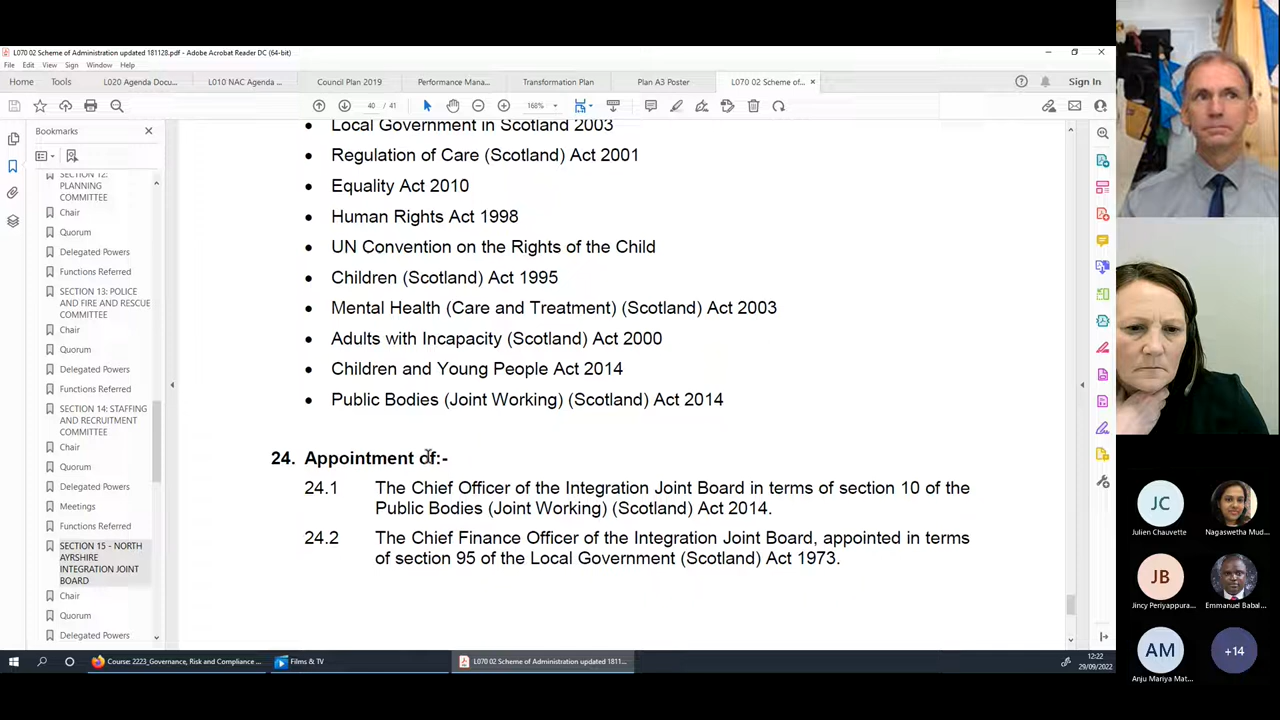 L070 02 Scheme of Administration updated 181128.pdf - Adobe Acrobat Reader DC (64-bit)
File Edit View Sign Window Help
Home Tools L020 Agenda Docu... L010 NAC Agenda ... Council Plan 2019 Performance Mana... Transformation Plan Plan A3 Poster L070 02 Scheme of... × Sign In
40 / 41 168%
Bookmarks
SECTION 12:
PLANNING
COMMITTEE
Chair
Quorum
Delegated Powers
Functions Referred
SECTION 13: POLICE
AND FIRE AND RESCUE
COMMITTEE
Chair
Quorum
Delegated Powers
Functions Referred
SECTION 14: STAFFING
AND RECRUITMENT
COMMITTEE
Chair
Quorum
Delegated Powers
Meetings
Functions Referred
SECTION 15 - NORTH
AYRSHIRE
INTEGRATION JOINT
BOARD
Chair
Quorum
Delegated Powers
• Local Government in Scotland 2003
• Regulation of Care (Scotland) Act 2001
• Equality Act 2010
• Human Rights Act 1998
• UN Convention on the Rights of the Child
• Children (Scotland) Act 1995
• Mental Health (Care and Treatment) (Scotland) Act 2003
• Adults with Incapacity (Scotland) Act 2000
• Children and Young People Act 2014
• Public Bodies (Joint Working) (Scotland) Act 2014
24. Appointment of:-
24.1 The Chief Officer of the Integration Joint Board in terms of section 10 of the
Public Bodies (Joint Working) (Scotland) Act 2014.
24.2 The Chief Finance Officer of the Integration Joint Board, appointed in terms
of section 95 of the Local Government (Scotland) Act 1973.
JC
Julien Chauvette
Nagaswetha Mud...
JB
Jincy Periyappura...
Emmanuel Babal...
AM
Anju Mariya Mat...
+14
Course: 2223_Governance, Risk and Compliance ...
Films & TV
L070 02 Scheme of Administration updated 1811...
12:22
29/09/2022